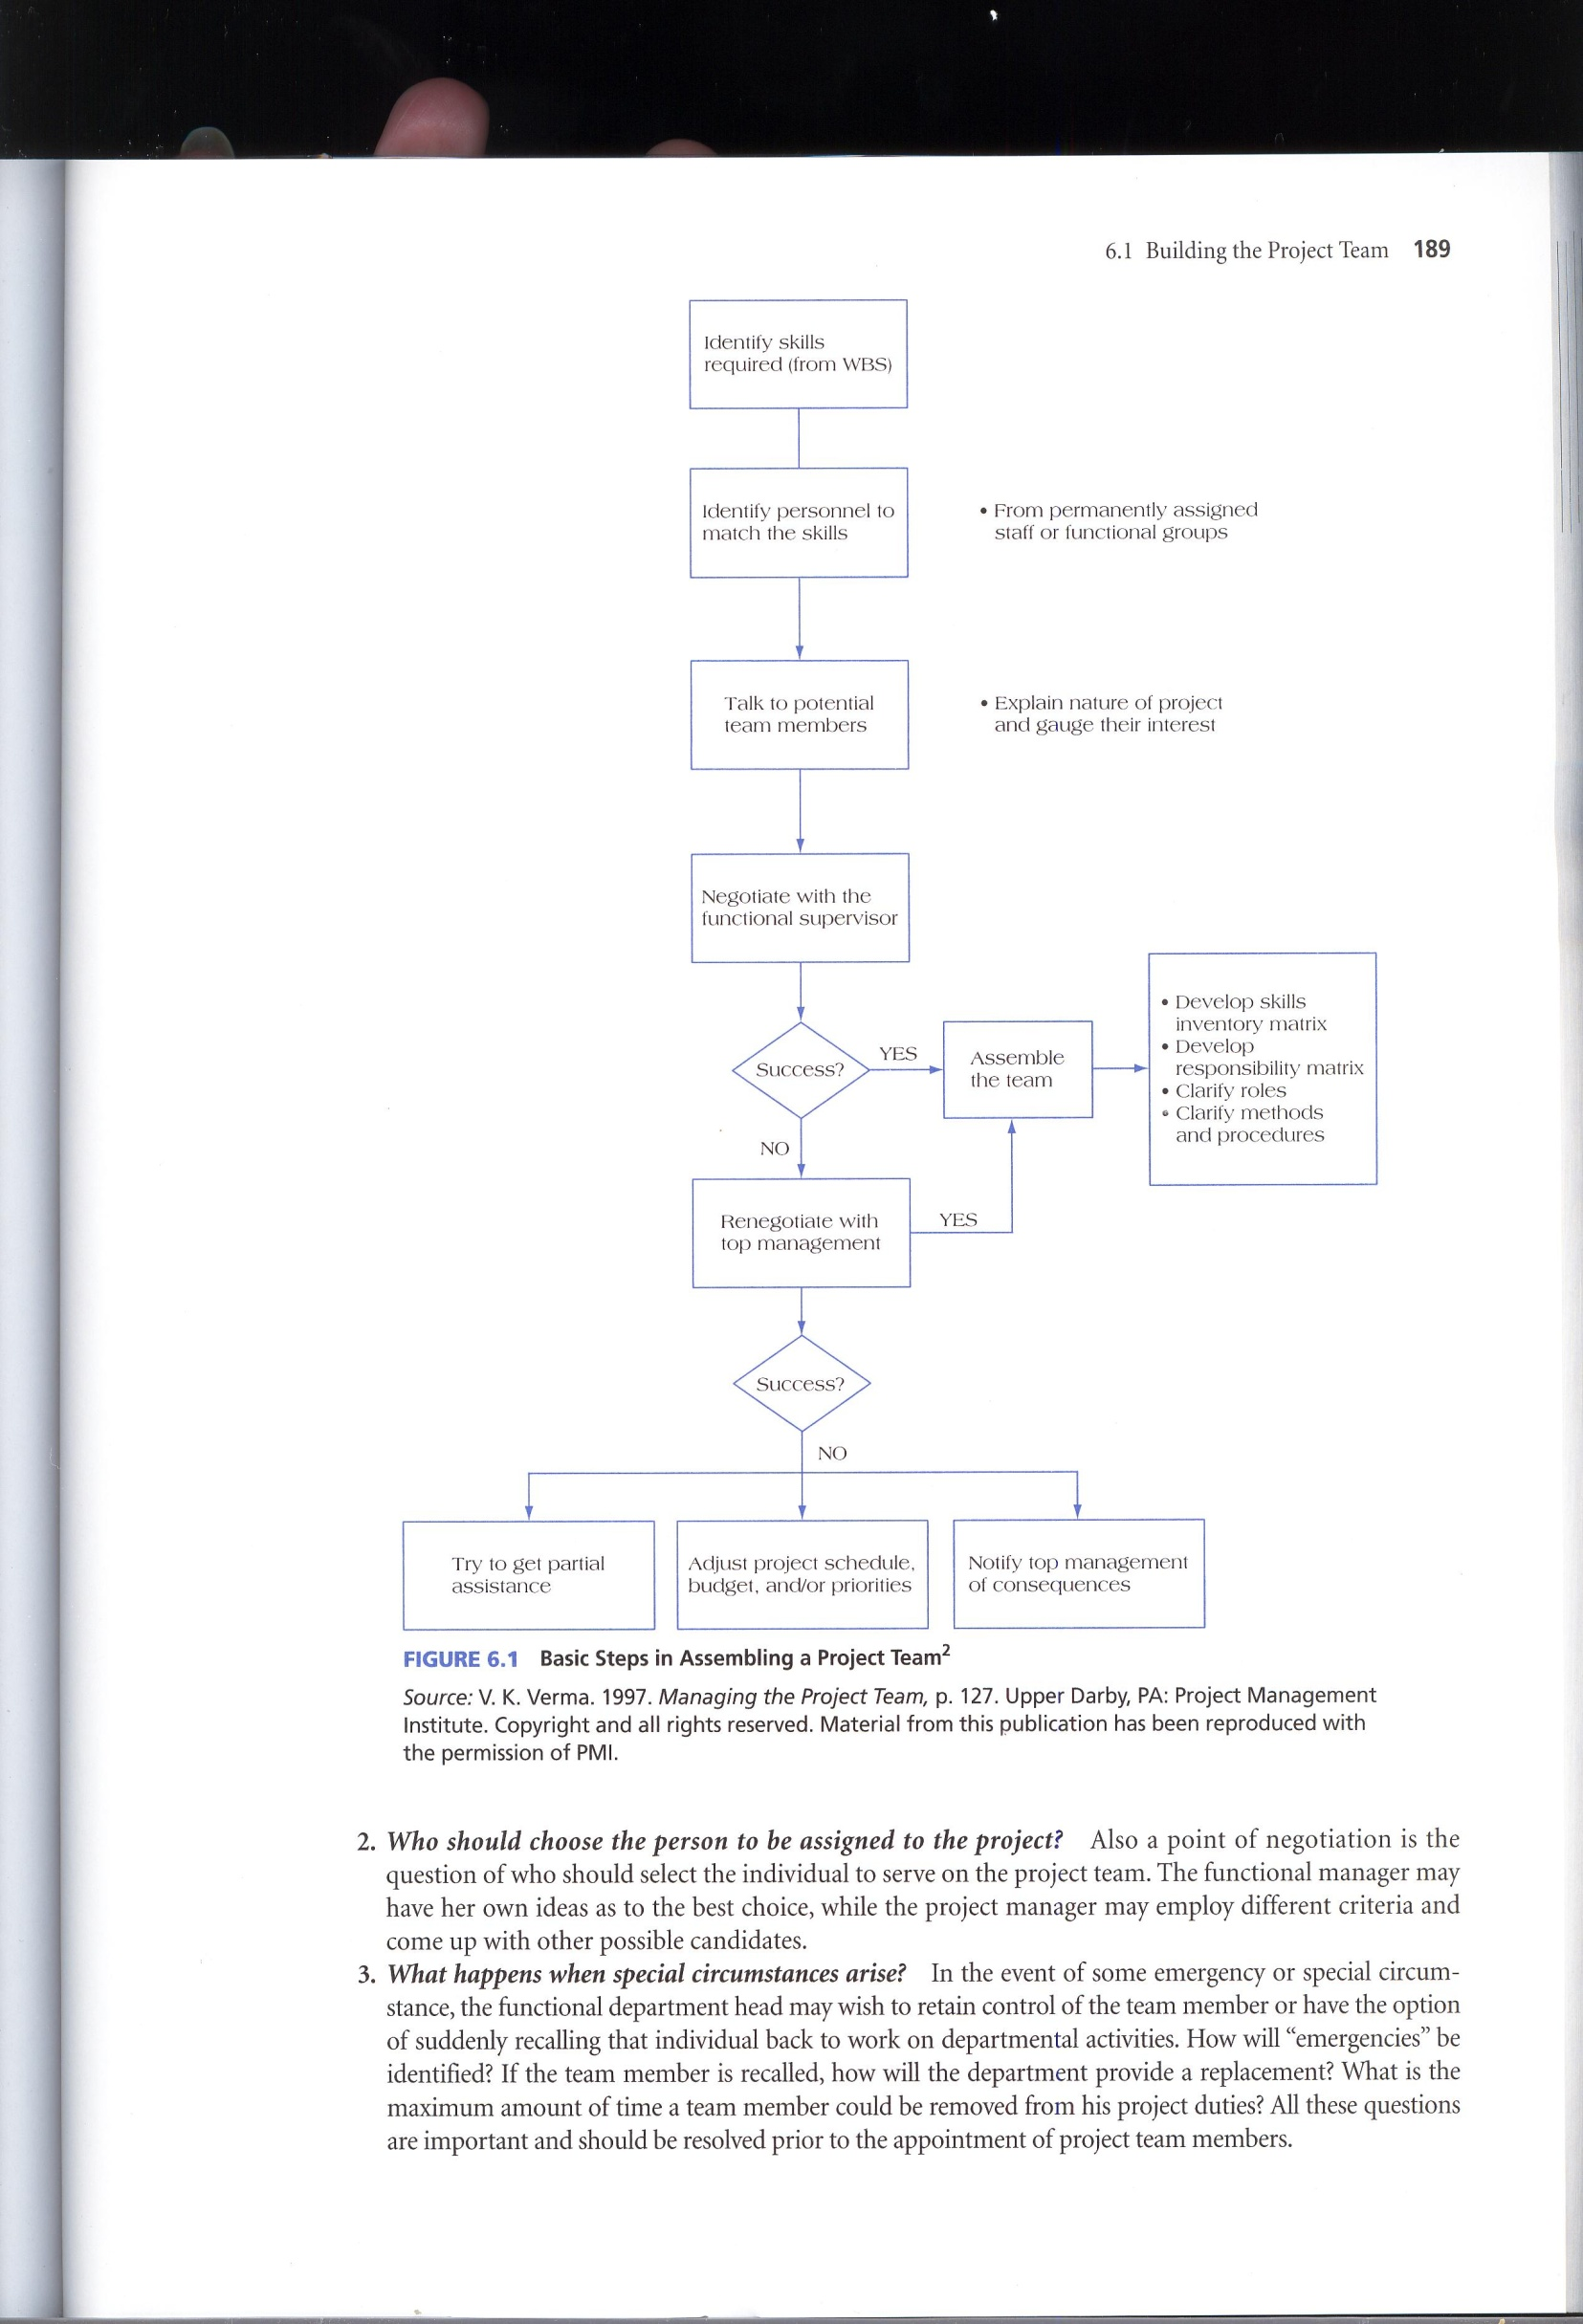 6.1 Building the Project Team 189
Identify skills
required (from WBS)
Identify personnel to
match the skills
• From permanently assigned
staff or functional groups
Talk to potential
team members
• Explain nature of project
and gauge their interest
Negotiate with the
functional supervisor
Success?
YES
Assemble
the team
• Develop skills
inventory matrix
• Develop
responsibility matrix
• Clarify roles
• Clarify methods
and procedures
NO
Renegotiate with
top management
YES
Success?
NO
Try to get partial
assistance
Adjust project schedule,
budget, and/or priorities
Notify top management
of consequences
FIGURE 6.1 Basic Steps in Assembling a Project Team2
Source: V. K. Verma. 1997. Managing the Project Team, p. 127. Upper Darby, PA: Project Management
Institute. Copyright and all rights reserved. Material from this publication has been reproduced with
the permission of PMI.
2. Who should choose the person to be assigned to the project? Also a point of negotiation is the
question of who should select the individual to serve on the project team. The functional manager may
have her own ideas as to the best choice, while the project manager may employ different criteria and
come up with other possible candidates.
3. What happens when special circumstances arise? In the event of some emergency or special circum-
stance, the functional department head may wish to retain control of the team member or have the option
of suddenly recalling that individual back to work on departmental activities. How will “emergencies” be
identified? If the team member is recalled, how will the department provide a replacement? What is the
maximum amount of time a team member could be removed from his project duties? All these questions
are important and should be resolved prior to the appointment of project team members.